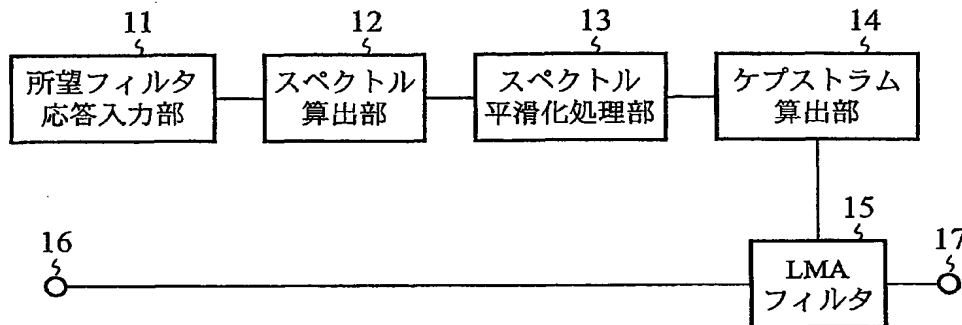 11
12
13
14
所望フィルタ
応答入力部
スペクトル
算出部
スペクトル
平滑化処理部
ケプストラム
算出部
15
16
17
LMA
フィルタ